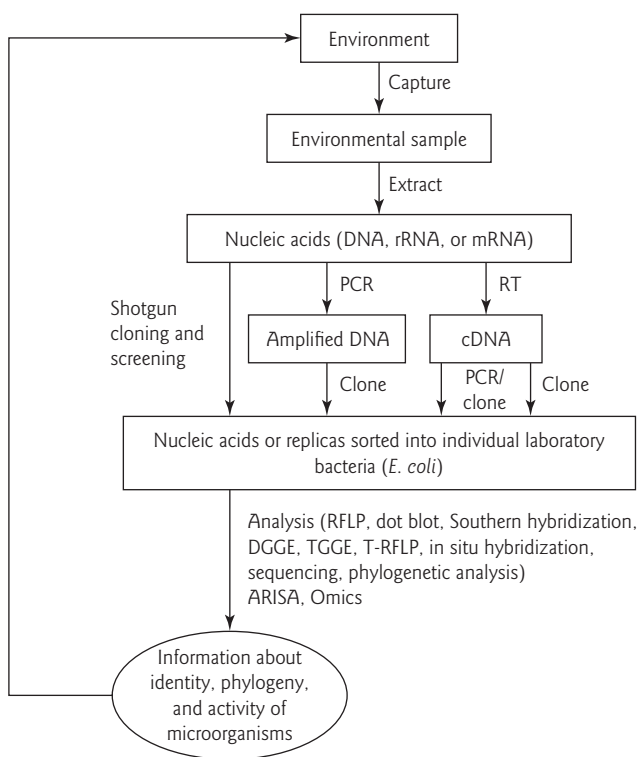 Environment
Capture
Environmental sample
Extract
Nucleic acids (DNA, rRNA, or mRNA)
Shotgun
cloning and
screening
PCR
RT
Amplified DNA
cDNA
Clone
PCR/
clone
Clone
Nucleic acids or replicas sorted into individual laboratory
bacteria (E. coli)
Analysis (RFLP, dot blot, Southern hybridization,
DGGE, TGGE, T-RFLP, in situ hybridization,
sequencing, phylogenetic analysis)
ARISA, Omics
Information about
identity, phylogeny,
and activity of
microorganisms